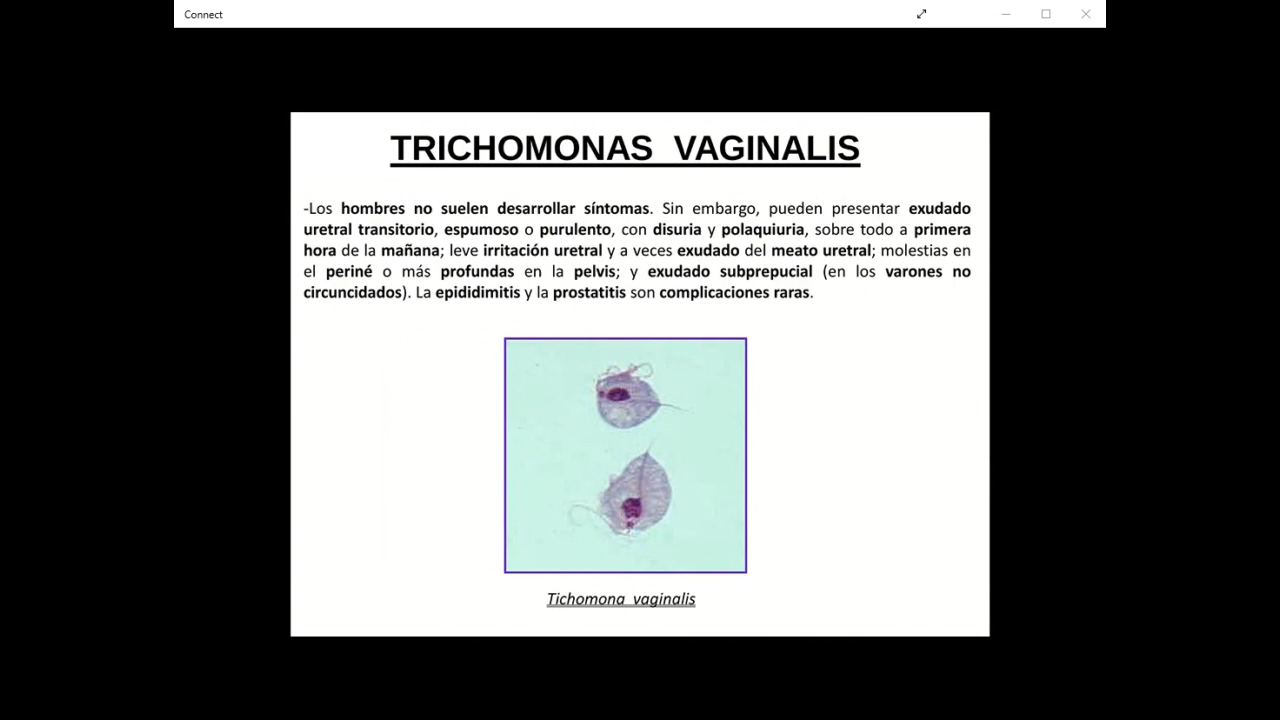 Connect
TRICHOMONAS VAGINALIS
-Los hombres no suelen desarrollar síntomas. Sin embargo, pueden presentar exudado
uretral transitorio, espumoso o purulento, con disuria y polaquiuria, sobre todo a primera
hora de la mañana; leve irritación uretral y a veces exudado del meato uretral; molestias en
el periné o más profundas en la pelvis; y exudado subprepucial (en los varones no
circuncidados). La epididimitis y la prostatitis son complicaciones raras.
Tichomona vaginalis